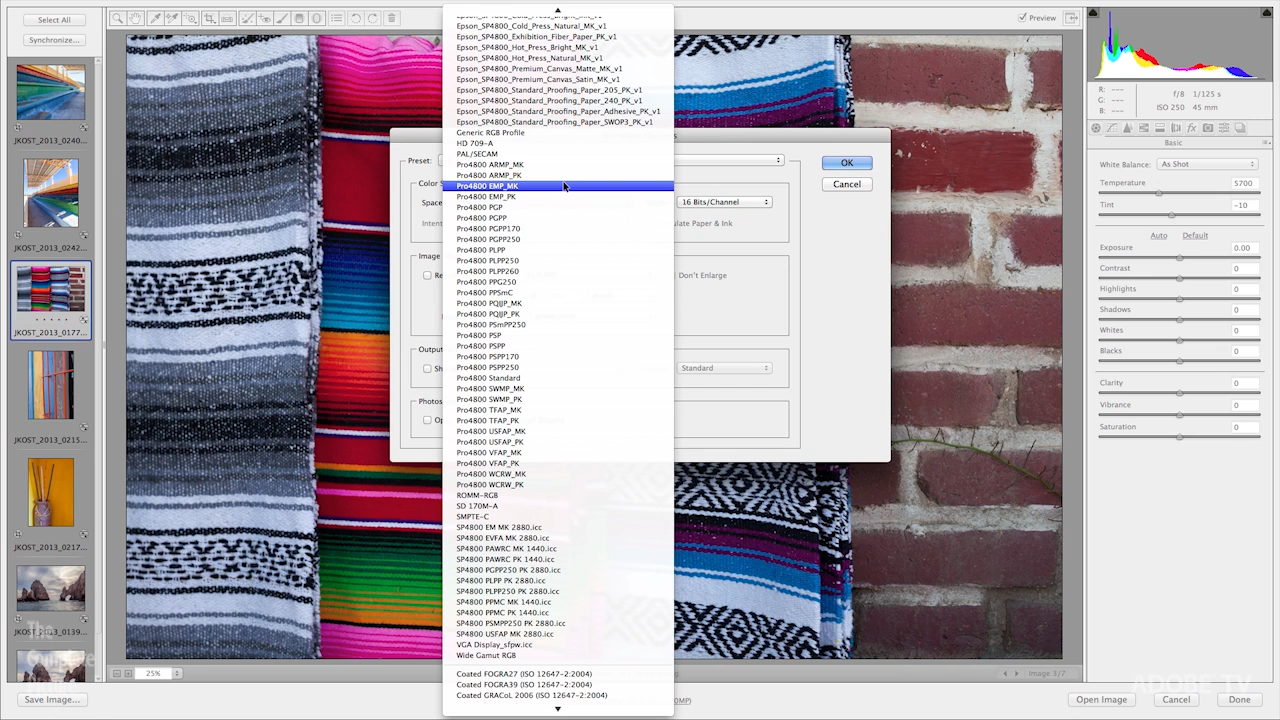 Select All
Synchronize...
Preview
JKOST_2013_0240...
JKOST_2013_0242...
JKOST_2013_0177...
JKOST_2013_0215...
JKOST_2013_0217...
JKOST_2013_0139...
Save Image...
25%
Epson_SP4800_Cold_Press_Bright_MK_v1
Epson_SP4800_Cold_Press_Natural_MK_v1
Epson_SP4800_Exhibition_Fiber_Paper_PK_v1
Epson_SP4800_Hot_Press_Bright_MK_v1
Epson_SP4800_Hot_Press_Natural_MK_v1
Epson_SP4800_Premium_Canvas_Matte_MK_v1
Epson_SP4800_Premium_Canvas_Satin_MK_v1
Epson_SP4800_Standard_Proofing_Paper_205_PK_v1
Epson_SP4800_Standard_Proofing_Paper_240_PK_v1
Epson_SP4800_Standard_Proofing_Paper_Adhesive_PK_v1
Epson_SP4800_Standard_Proofing_Paper_SWOP3_PK_v1
Generic RGB Profile
HD 709-A
PAL/SECAM
Pro4800 ARMP_MK
Pro4800 ARMP_PK
Pro4800 EMP_MK
Pro4800 EMP_PK
Pro4800 PGP
Pro4800 PGPP
Pro4800 PGPP170
Pro4800 PGPP250
Pro4800 PLPP
Pro4800 PLPP250
Pro4800 PLPP260
Pro4800 PPG250
Pro4800 PPSmC
Pro4800 PQIJP_MK
Pro4800 PQIJP_PK
Pro4800 PSmPP250
Pro4800 PSP
Pro4800 PSPP
Pro4800 PSPP170
Pro4800 PSPP250
Pro4800 Standard
Pro4800 SWMP_MK
Pro4800 SWMP_PK
Pro4800 TFAP_MK
Pro4800 TFAP_PK
Pro4800 USFAP_MK
Pro4800 USFAP_PK
Pro4800 VFAP_MK
Pro4800 VFAP_PK
Pro4800 WCRW_MK
Pro4800 WCRW_PK
ROMM-RGB
SD 170M-A
SMPTE-C
SP4800 EM MK 2880.icc
SP4800 EVFA MK 2880.icc
SP4800 PAWRC MK 1440.icc
SP4800 PAWRC PK 1440.icc
SP4800 PGPP250 PK 2880.icc
SP4800 PLPP PK 2880.icc
SP4800 PLPP250 PK 2880.icc
SP4800 PPMC MK 1440.icc
SP4800 PPMC PK 1440.icc
SP4800 PSMPP250 PK 2880.icc
SP4800 USFAP MK 2880.icc
VGA Display_sfpw.icc
Wide Gamut RGB
Coated FOGRA27 (ISO 12647-2:2004)
Coated FOGRA39 (ISO 12647-2:2004)
Coated GRACoL 2006 (ISO 12647-2:2004)
Preset:
Color
Space
Intent
16 Bits/Channel
Paper & Ink
Image
Don't Enlarge
Output
Sh
Standard
Photos
Op
OK
Cancel
R: ---
G: ---
B: ---
f/8 1/125 s
ISO 250 45 mm
Basic
White Balance: As Shot
Temperature 5700
Tint -10
Auto Default
Exposure 0.00
Contrast 0
Highlights 0
Shadows 0
Whites 0
Blacks 0
Clarity 0
Vibrance 0
Saturation 0
Image 3/7
Open Image
Cancel
Done
ADOBE TV